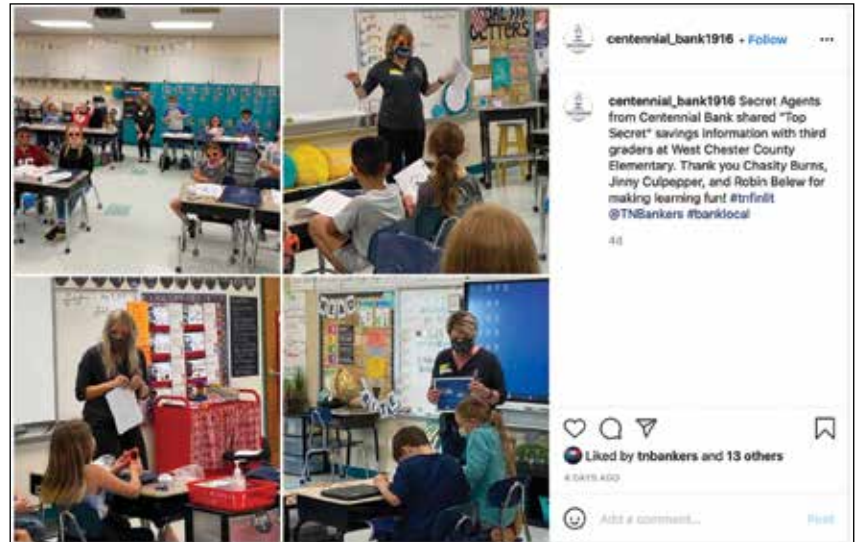 centennial_bank1916 • Follow •••
centennial_bank1916 Secret Agents
from Centennial Bank shared "Top
Secret" savings information with third
graders at West Chester County
Elementary. Thank you Chasity Burns,
Jinny Culpepper, and Robin Belew for
making learning fun! #tnfinlit
@TNBankers #banklocal
4d
Liked by tnbankers and 13 others
4 DAYS AGO
Add a comment... Post
READ